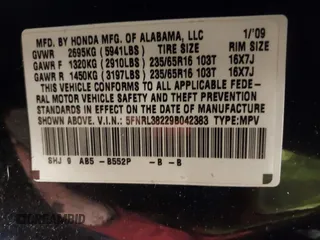 MFD. BY HONDA MFG. OF ALABAMA, LLC 1/'09
GVWR 2695KG (5941LBS) TIRE SIZE RIM SIZE
GAWR F 1320KG (2910LBS) 235/65R16 103T 16X7J
GAWR R 1450KG (3197LBS) 235/65R16 103T 16X7J
THIS VEHICLE CONFORMS TO ALL APPLICABLE FEDE-
RAL MOTOR VEHICLE SAFETY AND THEFT PREVENTION
STANDARDS IN EFFECT ON THE DATE OF MANUFACTURE
SHOWN ABOVE. V.I.N.: 5FNRL38229B042383 TYPE:MPV
SHJ 9 AB5 - B552P - B - B